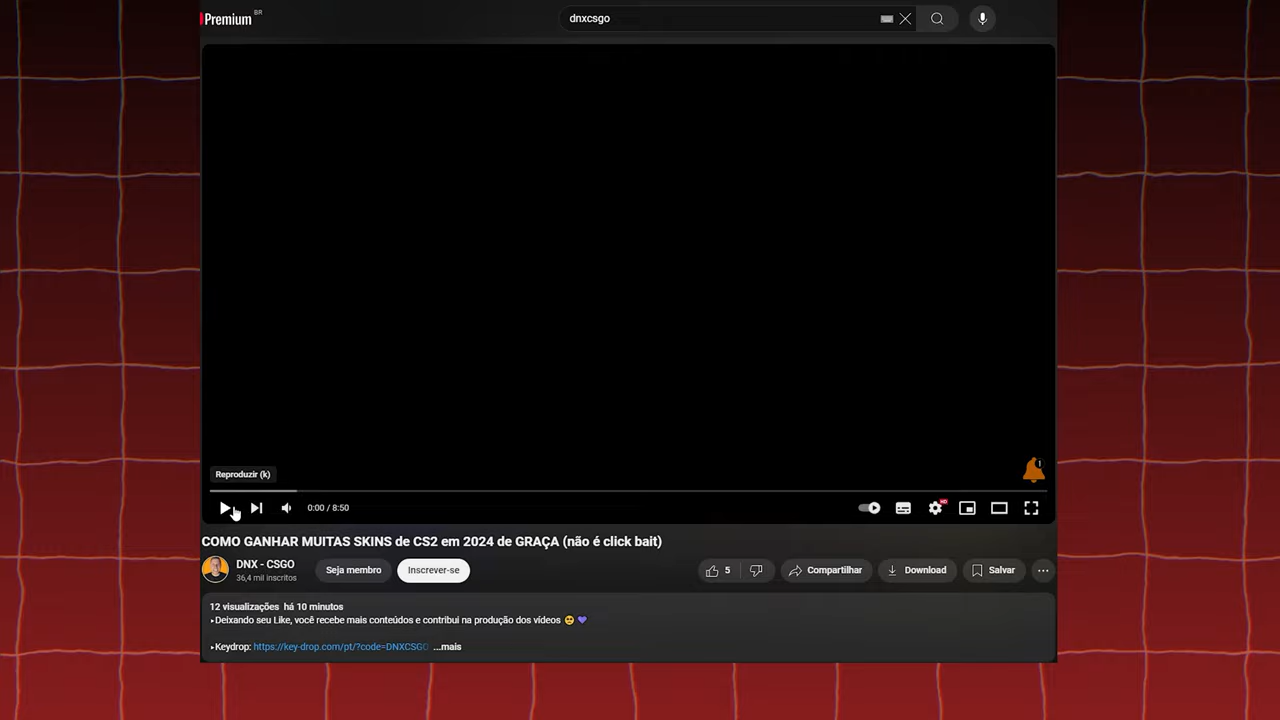 Premium BR
dnxcsgo
Reproduzir (k)
1
0:00 / 8:50
HD
COMO GANHAR MUITAS SKINS de CS2 em 2024 de GRAÇA (não é click bait)
DNX - CSGO
36,4 mil inscritos
Seja membro
Inscrever-se
5
Compartilhar
Download
Salvar
12 visualizações há 10 minutos
▸Deixando seu Like, você recebe mais conteúdos e contribui na produção dos vídeos 🥺 💜
▸Keydrop: https://key-drop.com/pt/?code=DNXCSGO ...mais